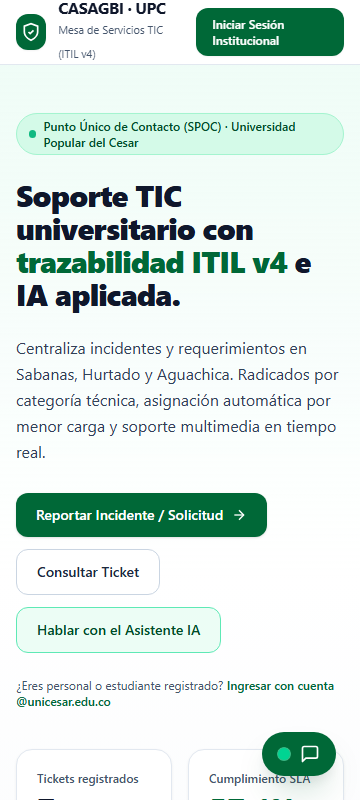 CASAGBI · UPC
Mesa de Servicios TIC
(ITIL v4)
Iniciar Sesión
Institucional
Punto Único de Contacto (SPOC) · Universidad
Popular del Cesar
Soporte TIC
universitario con
trazabilidad ITIL v4 e
IA aplicada.
Centraliza incidentes y requerimientos en
Sabanas, Hurtado y Aguachica. Radicados por
categoría técnica, asignación automática por
menor carga y soporte multimedia en tiempo
real.
Reportar Incidente / Solicitud →
Consultar Ticket
Hablar con el Asistente IA
¿Eres personal o estudiante registrado? Ingresar con cuenta
@unicesar.edu.co
Tickets registrados
Cumplimiento SLA